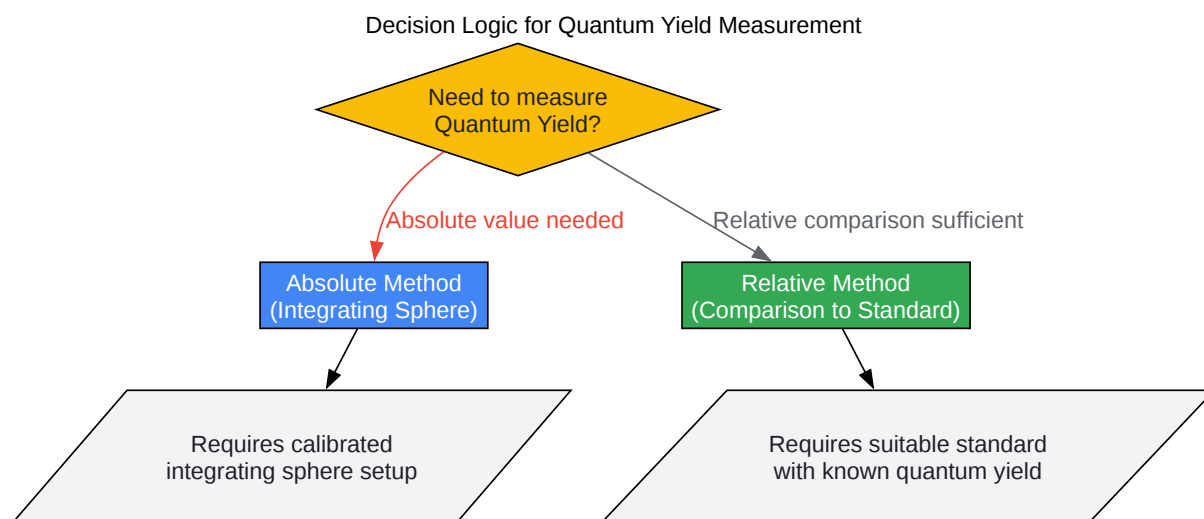 Decision Logic for Quantum Yield Measurement
Need to measure
Quantum Yield?
Absolute value needed
Relative comparison sufficient
Absolute Method
(Integrating Sphere)
Relative Method
(Comparison to Standard)
Requires calibrated
integrating sphere setup
Requires suitable standard
with known quantum yield